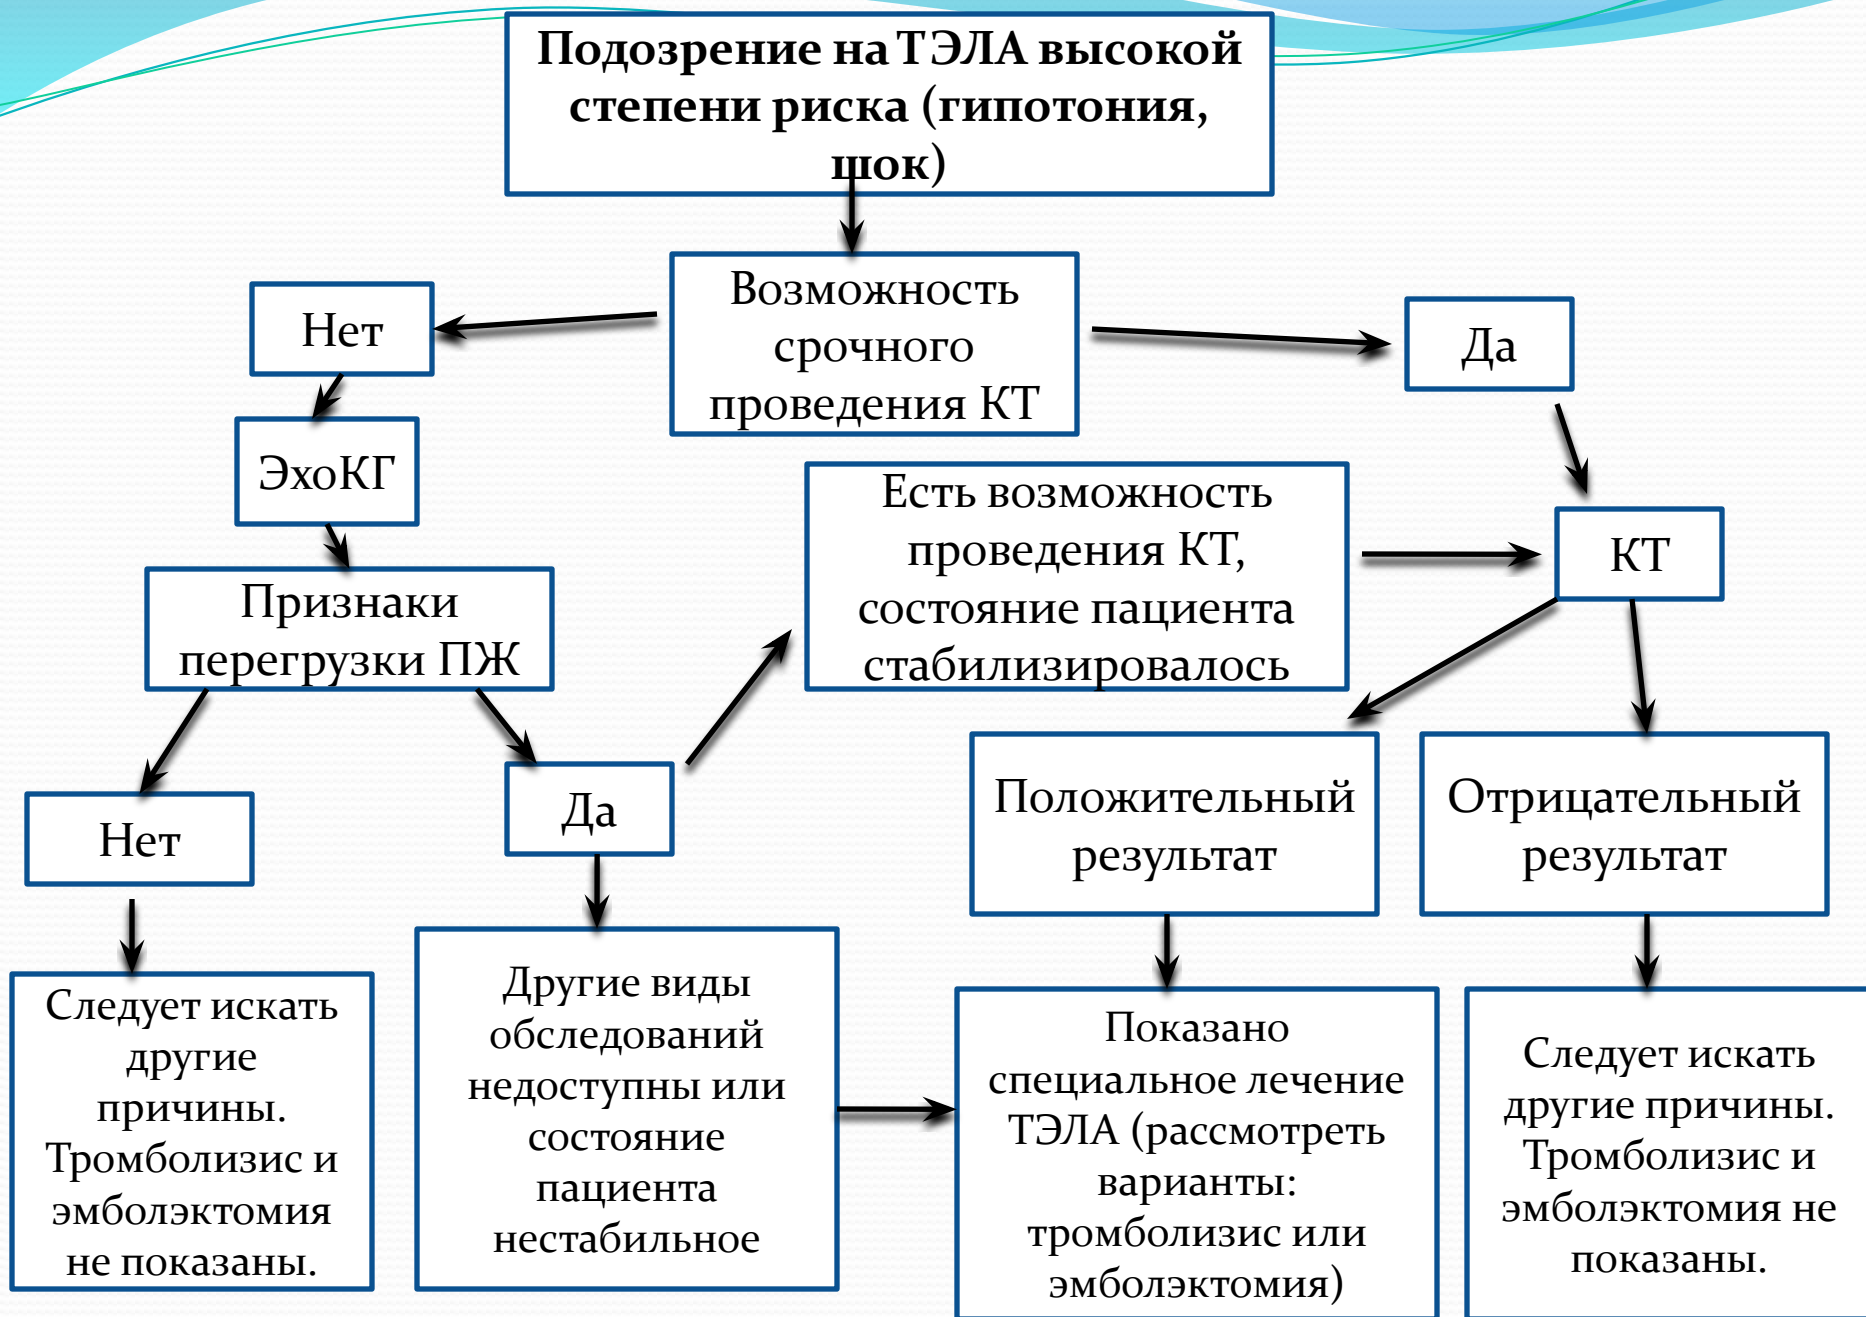 Подозрение на ТЭЛА высокой
степени риска (гипотония,
шок)
Возможность
срочного
проведения КТ
Нет
Да
ЭхоКГ
Есть возможность
проведения КТ,
состояние пациента
стабилизировалось
КТ
Признаки
перегрузки ПЖ
Нет
Да
Положительный
результат
Отрицательный
результат
Следует искать
другие
причины.
Тромболизис и
эмболэктомия
не показаны.
Другие виды
обследований
недоступны или
состояние
пациента
нестабильное
Показано
специальное лечение
ТЭЛА (рассмотреть
варианты:
тромболизис или
эмболэктомия)
Следует искать
другие причины.
Тромболизис и
эмболэктомия не
показаны.